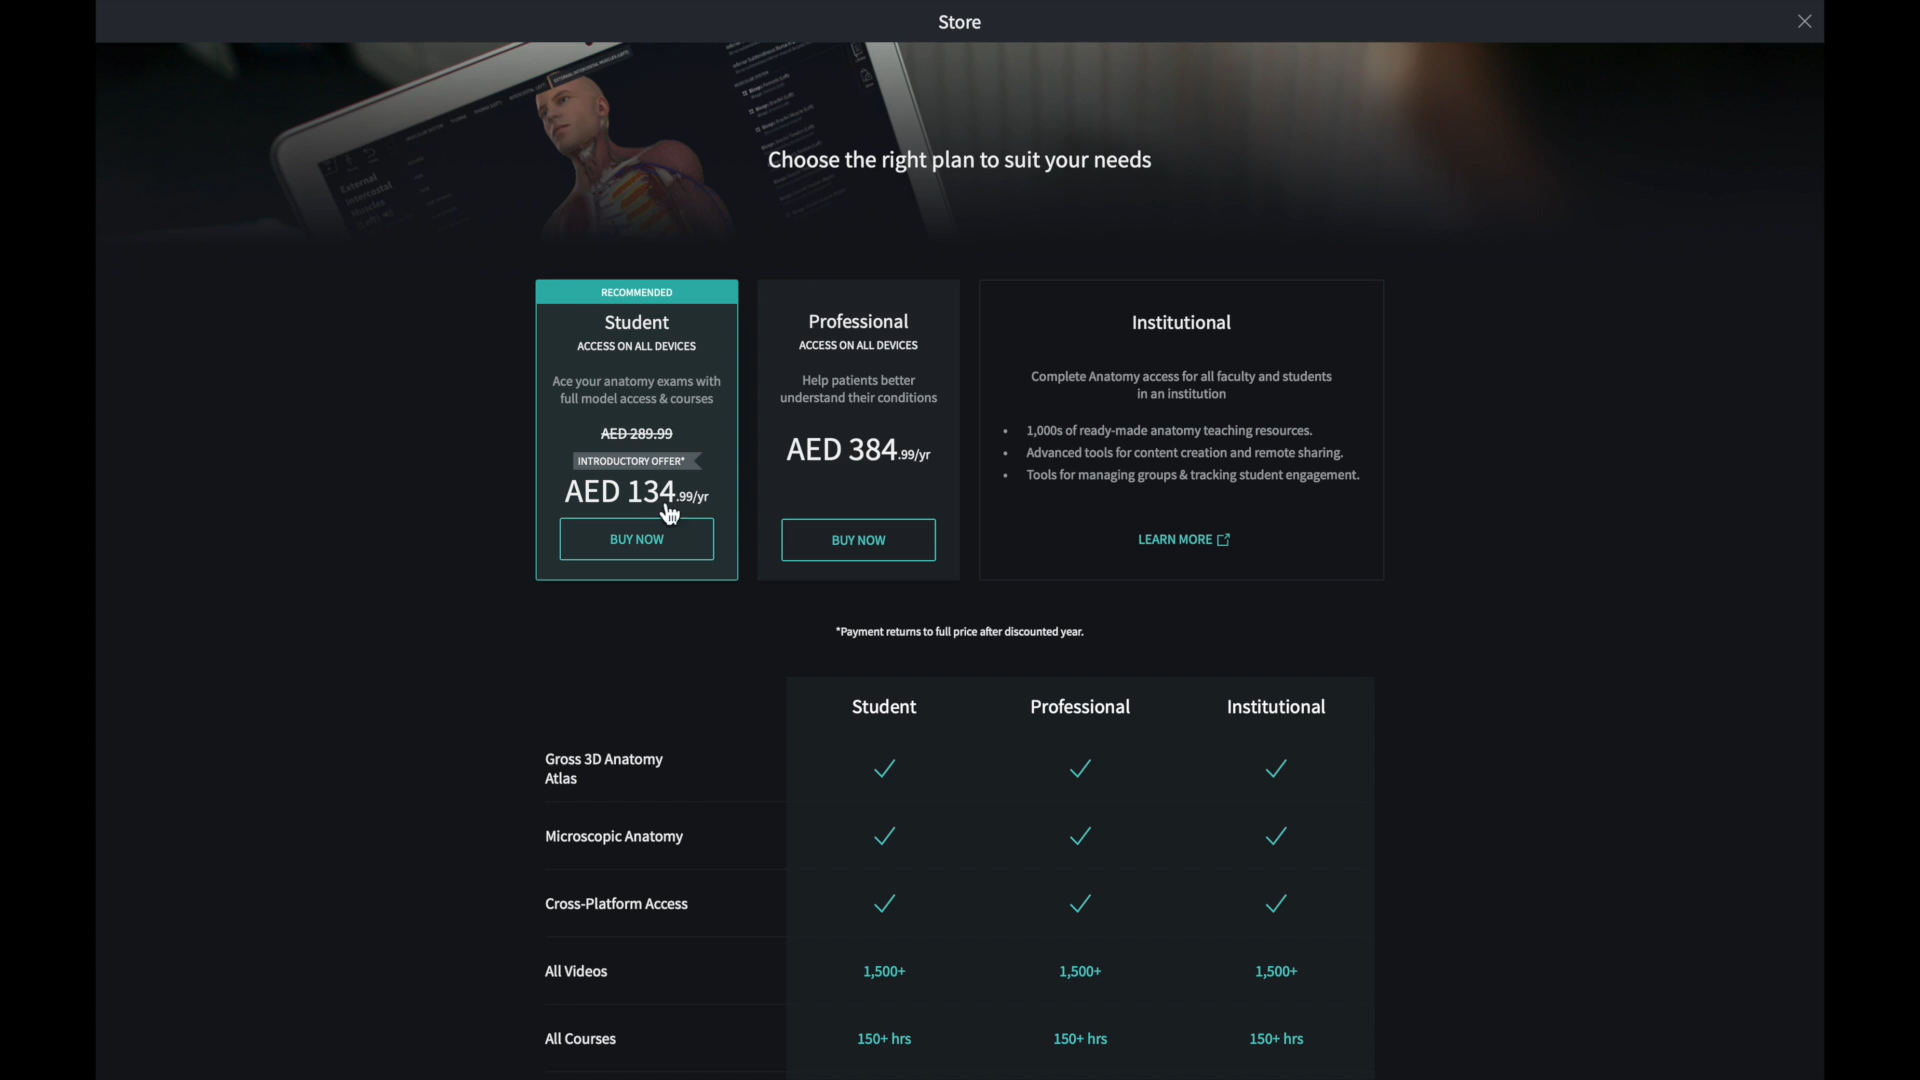 Store
External
Intercostal
Muscles
Choose the right plan to suit your needs
RECOMMENDED
Student
ACCESS ON ALL DEVICES
Ace your anatomy exams with
full model access & courses
AED 289.99
INTRODUCTORY OFFER*
AED 134.99/yr
BUY NOW
Professional
ACCESS ON ALL DEVICES
Help patients better
understand their conditions
AED 384.99/yr
BUY NOW
Institutional
Complete Anatomy access for all faculty and students
in an institution
• 1,000s of ready-made anatomy teaching resources.
• Advanced tools for content creation and remote sharing.
• Tools for managing groups & tracking student engagement.
LEARN MORE
*Payment returns to full price after discounted year.
Student Professional Institutional
Gross 3D Anatomy
Atlas
Microscopic Anatomy
Cross-Platform Access
All Videos 1,500+ 1,500+ 1,500+
All Courses 150+ hrs 150+ hrs 150+ hrs